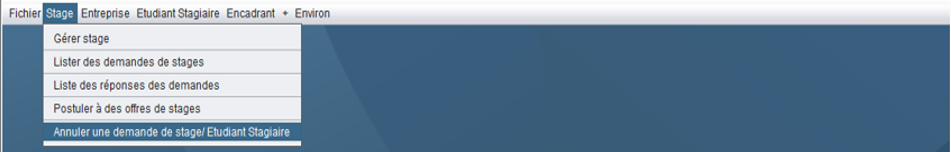 Fichier Stage Entreprise Etudiant Stagiaire Encadrant + Environ
Gérer stage
Lister des demandes de stages
Liste des réponses des demandes
Postuler à des offres de stages
Annuler une demande de stage/ Etudiant Stagiaire